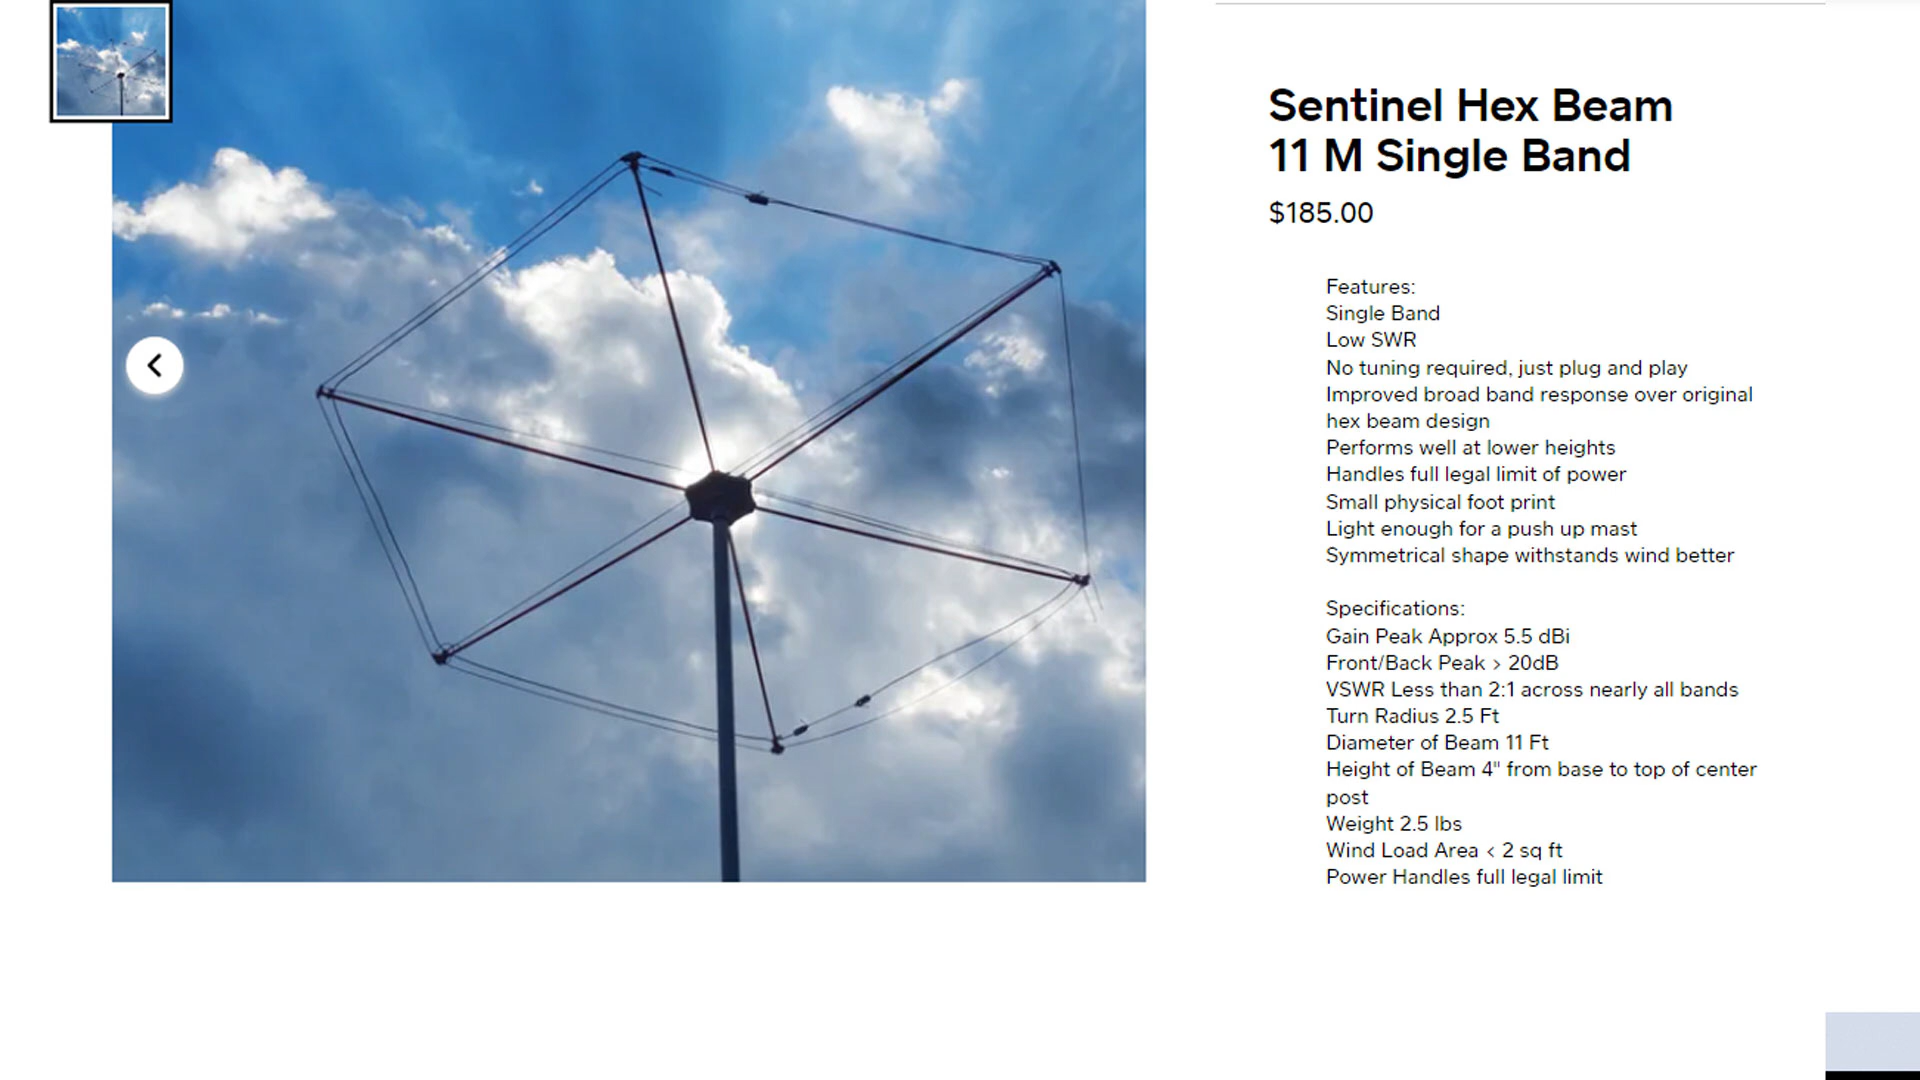 Sentinel Hex Beam
11 M Single Band
$185.00
Features:
Single Band
Low SWR
No tuning required, just plug and play
Improved broad band response over original
hex beam design
Performs well at lower heights
Handles full legal limit of power
Small physical foot print
Light enough for a push up mast
Symmetrical shape withstands wind better
Specifications:
Gain Peak Approx 5.5 dBi
Front/Back Peak > 20dB
VSWR Less than 2:1 across nearly all bands
Turn Radius 2.5 Ft
Diameter of Beam 11 Ft
Height of Beam 4" from base to top of center
post
Weight 2.5 lbs
Wind Load Area < 2 sq ft
Power Handles full legal limit